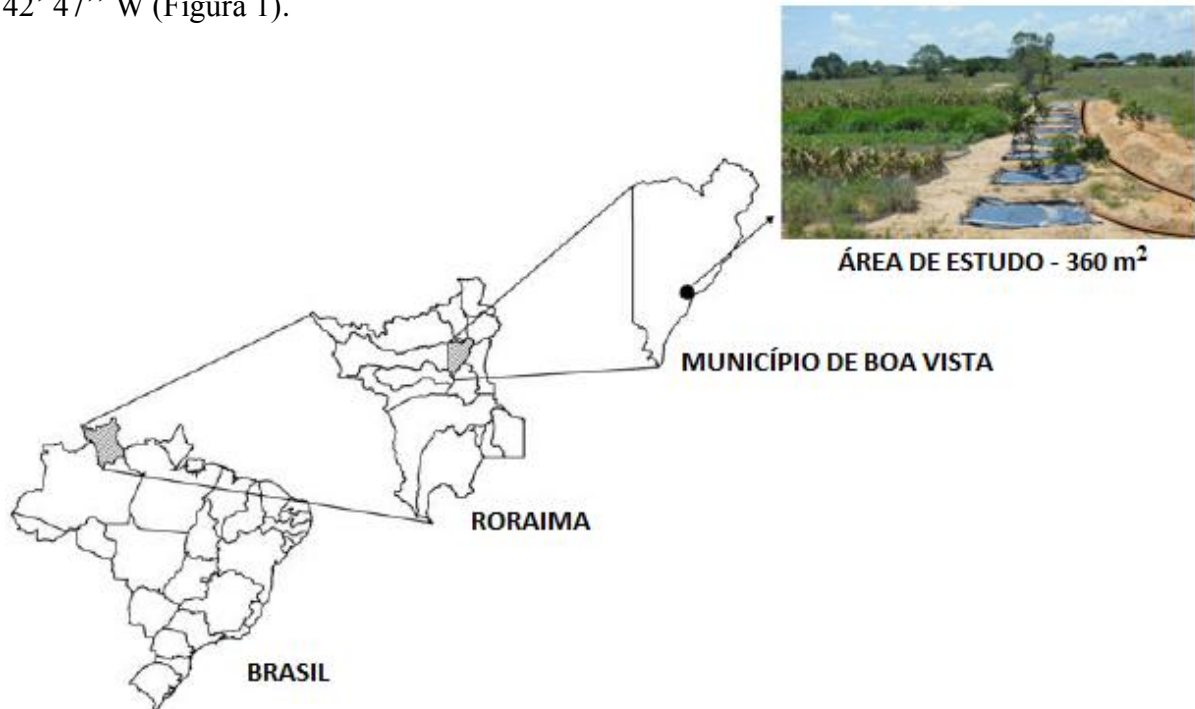 42’ 47’’ W (Figura 1).
ÁREA DE ESTUDO - 360 m²
MUNICÍPIO DE BOA VISTA
RORAIMA
BRASIL